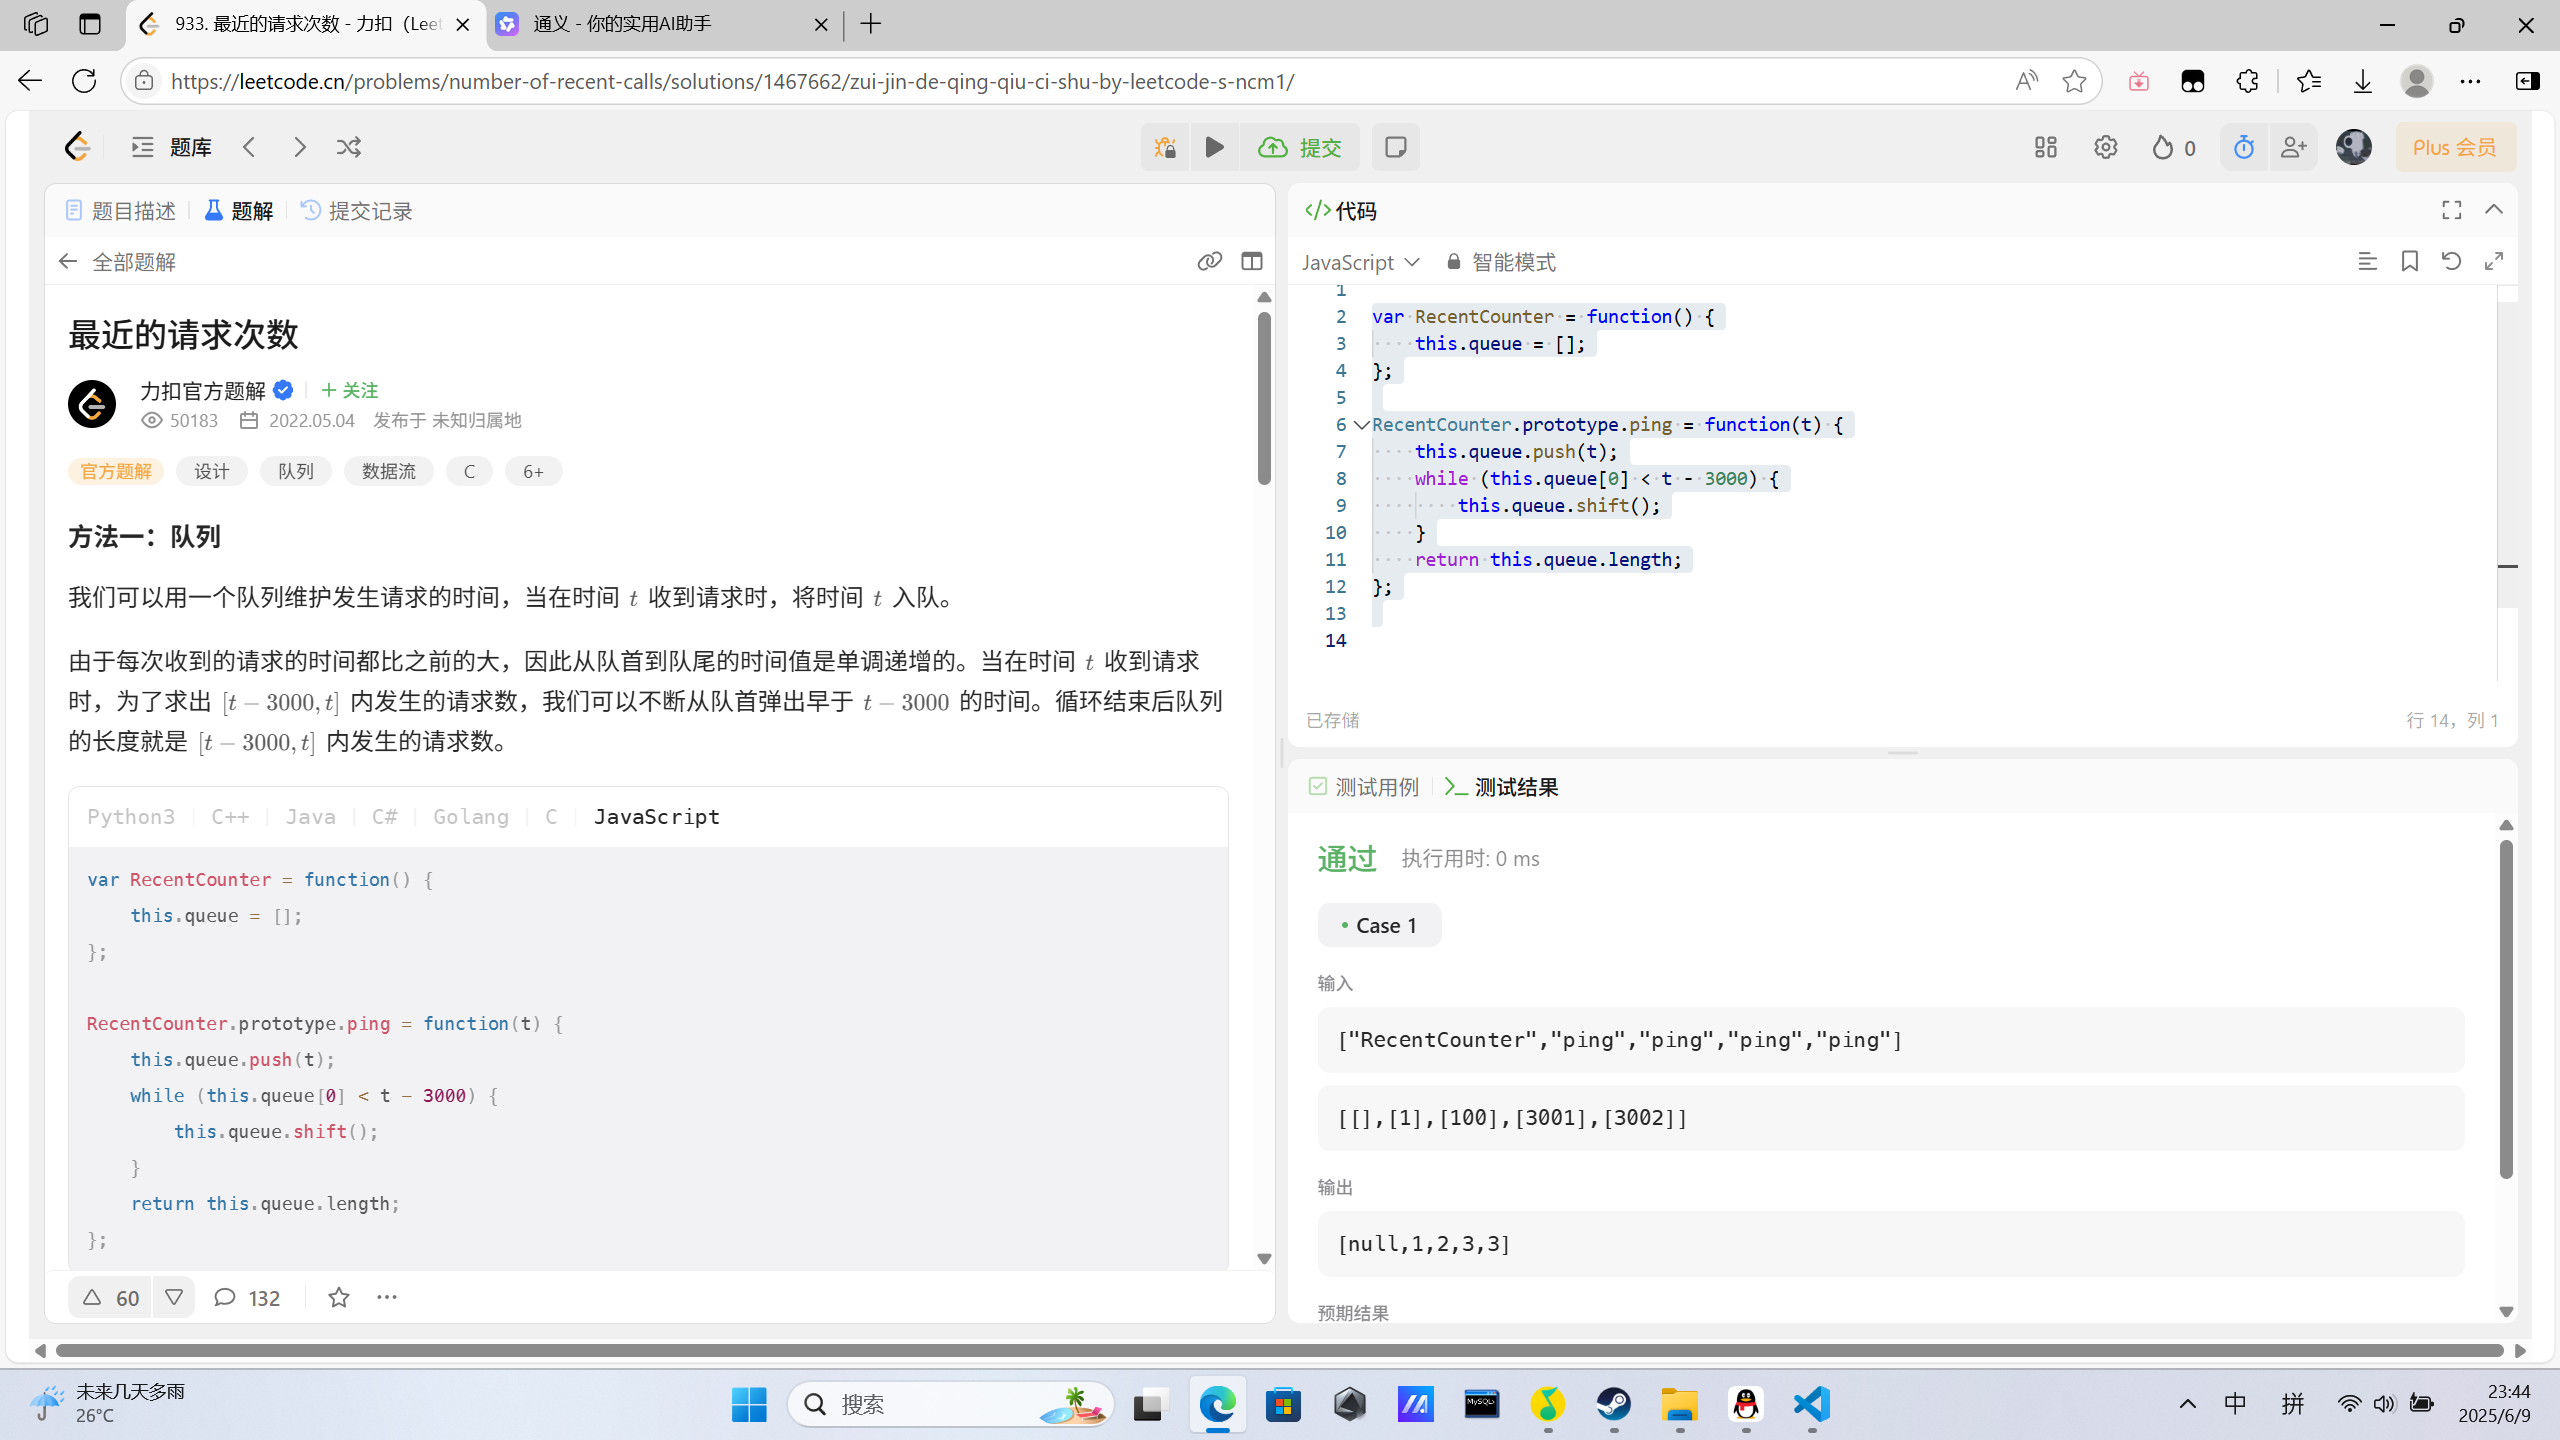 933. 最近的请求次数 - 力扣（Leet
通义 - 你的实用AI助手
https://leetcode.cn/problems/number-of-recent-calls/solutions/1467662/zui-jin-de-qing-qiu-ci-shu-by-leetcode-s-ncm1/
题库
提交
0
Plus 会员
题目描述
题解
提交记录
全部题解
最近的请求次数
力扣官方题解
+ 关注
50183
2022.05.04
发布于 未知归属地
官方题解
设计
队列
数据流
C
6+
方法一：队列
我们可以用一个队列维护发生请求的时间，当在时间 t 收到请求时，将时间 t 入队。
由于每次收到的请求的时间都比之前的大，因此从队首到队尾的时间值是单调递增的。当在时间 t 收到请求
时，为了求出 [t − 3000, t] 内发生的请求数，我们可以不断从队首弹出早于 t − 3000 的时间。循环结束后队列
的长度就是 [t − 3000, t] 内发生的请求数。
Python3
C++
Java
C#
Golang
C
JavaScript
var RecentCounter = function() {
    this.queue = [];
};
RecentCounter.prototype.ping = function(t) {
    this.queue.push(t);
    while (this.queue[0] < t - 3000) {
        this.queue.shift();
    }
    return this.queue.length;
};
60
132
代码
JavaScript
智能模式
1
2 var RecentCounter = function() {
3     this.queue = [];
4 };
5
6 RecentCounter.prototype.ping = function(t) {
7     this.queue.push(t);
8     while (this.queue[0] < t - 3000) {
9         this.queue.shift();
10     }
11     return this.queue.length;
12 };
13
14
已存储
行 14，列 1
测试用例
测试结果
通过
执行用时: 0 ms
Case 1
输入
["RecentCounter","ping","ping","ping","ping"]
[[],[1],[100],[3001],[3002]]
输出
[null,1,2,3,3]
预期结果
未来几天多雨
26°C
搜索
MySQL
中
拼
23:44
2025/6/9